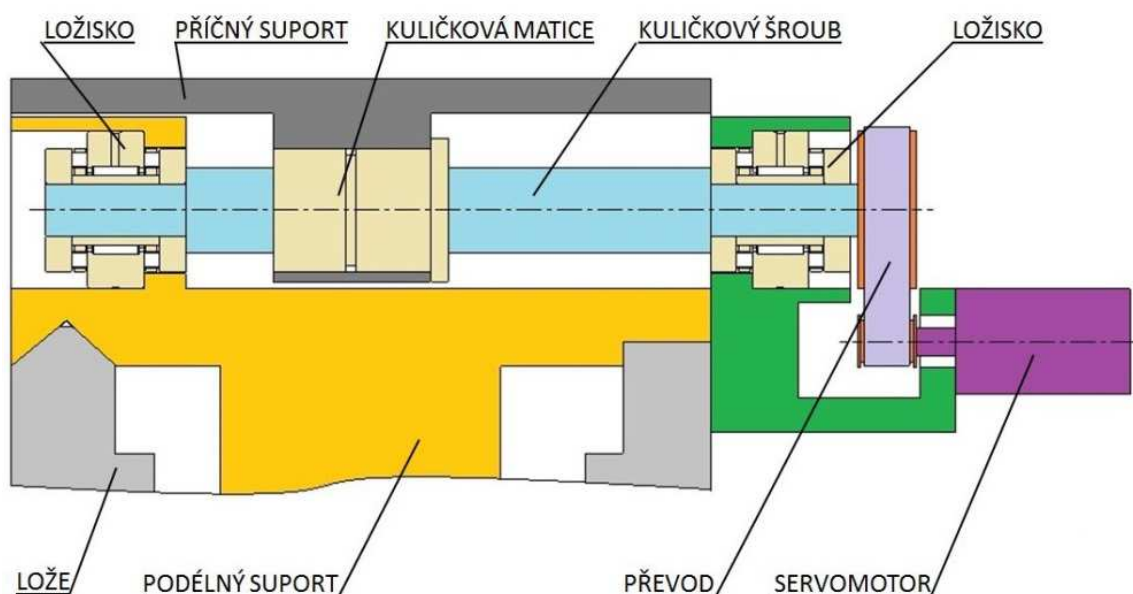 LOŽISKO PŘÍČNÝ SUPORT KULIČKOVÁ MATICE KULIČKOVÝ ŠROUB LOŽISKO
LOŽE PODÉLNÝ SUPORT PŘEVOD SERVOMOTOR